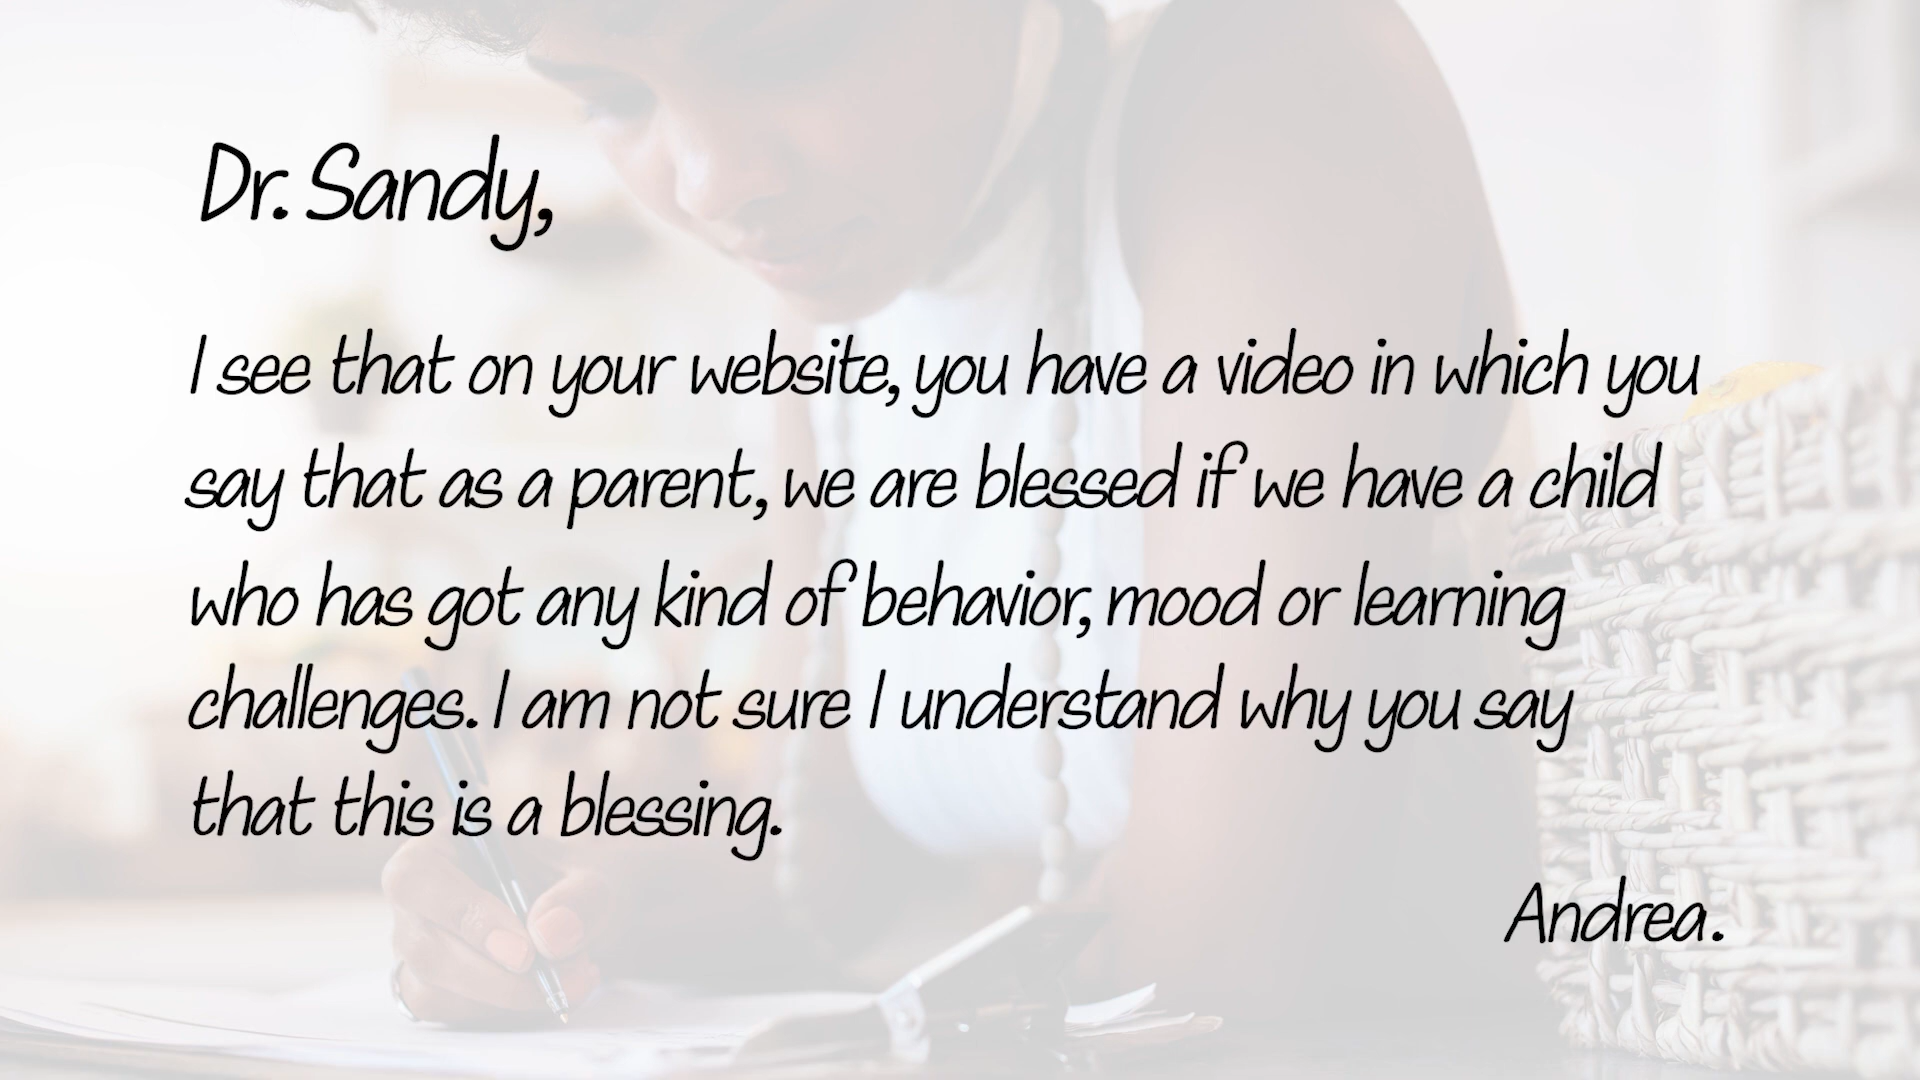 Dr. Sandy,
I see that on your website, you have a video in which you
say that as a parent, we are blessed if we have a child
who has got any kind of behavior, mood or learning
challenges. I am not sure I understand why you say
that this is a blessing.
Andrea.